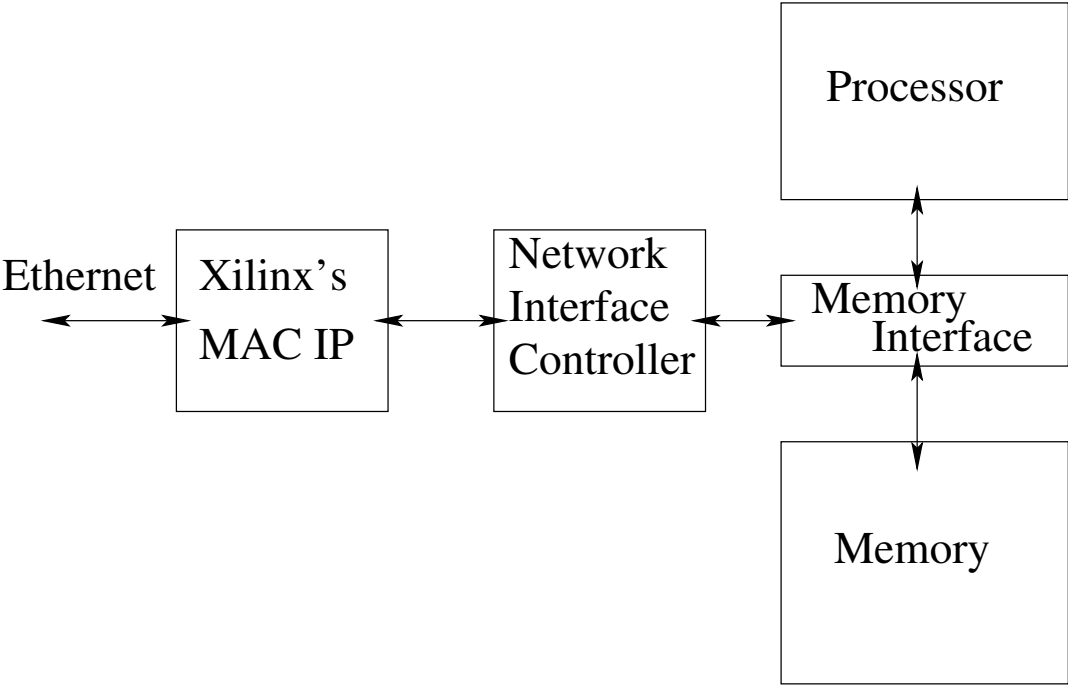 Processor
Ethernet
Xilinx’s
MAC IP
Network
Interface
Controller
Memory
Interface
Memory